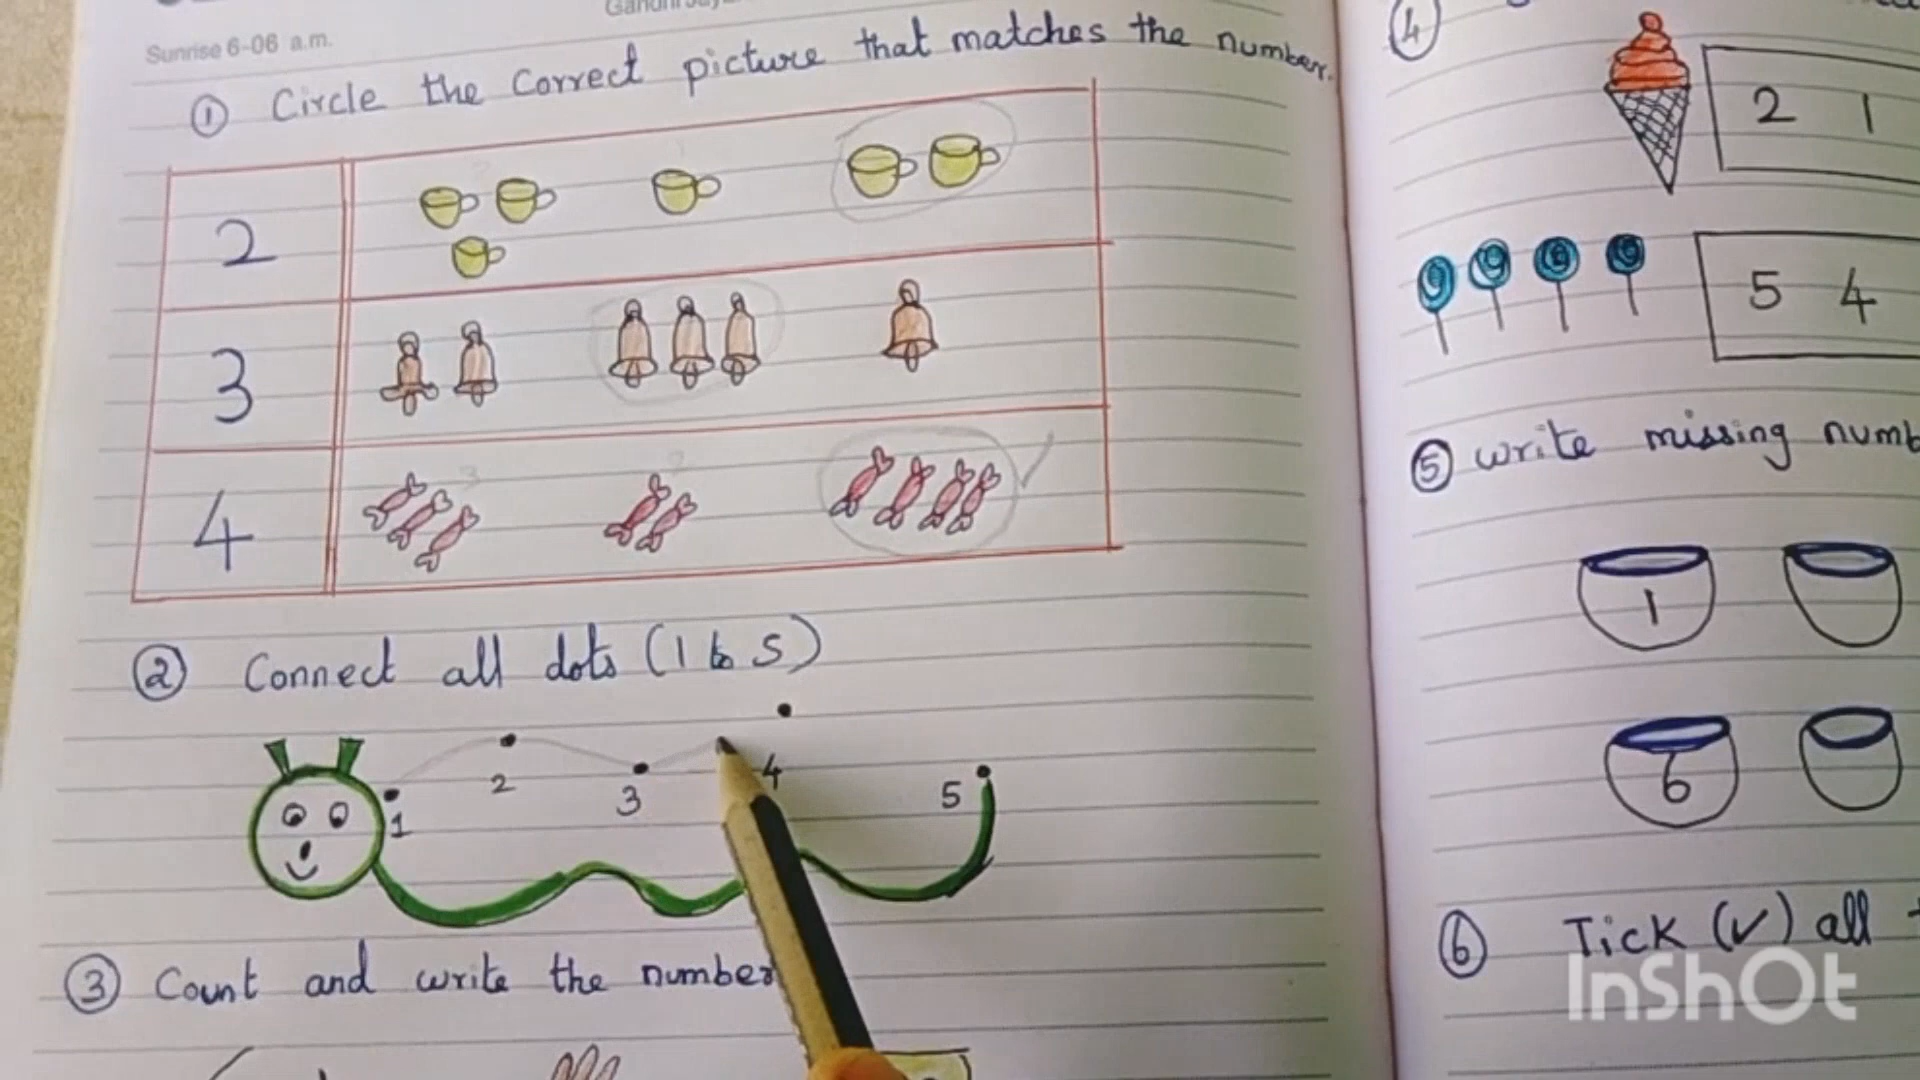 Sunrise 6-06 a.m.
① Circle the correct picture that matches the number.
2
3
3
2
4
② Connect all dots (1 to 5)
1
2
3
4
5
③ Count and write the number
4
2 1
5 4
⑤ Write missing numb
1
6
⑥ Tick (✓) all
InShOt